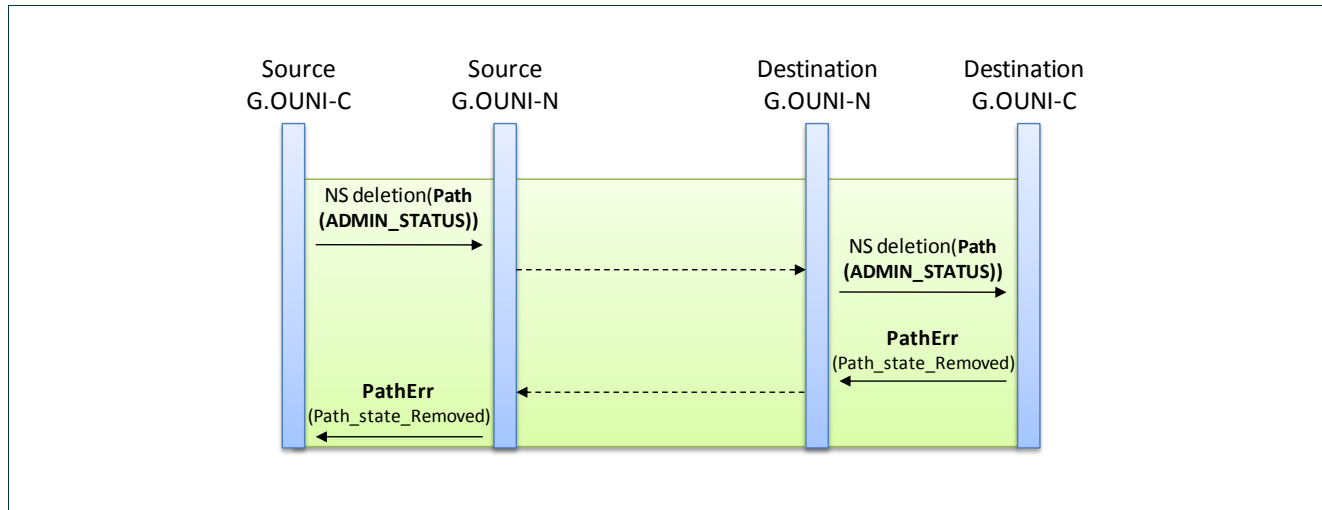 Source
G.OUNI-C
Source
G.OUNI-N
Destination
G.OUNI-N
Destination
G.OUNI-C
NS deletion(Path
(ADMIN_STATUS))
NS deletion(Path
(ADMIN_STATUS))
PathErr
(Path_state_Removed)
PathErr
(Path_state_Removed)